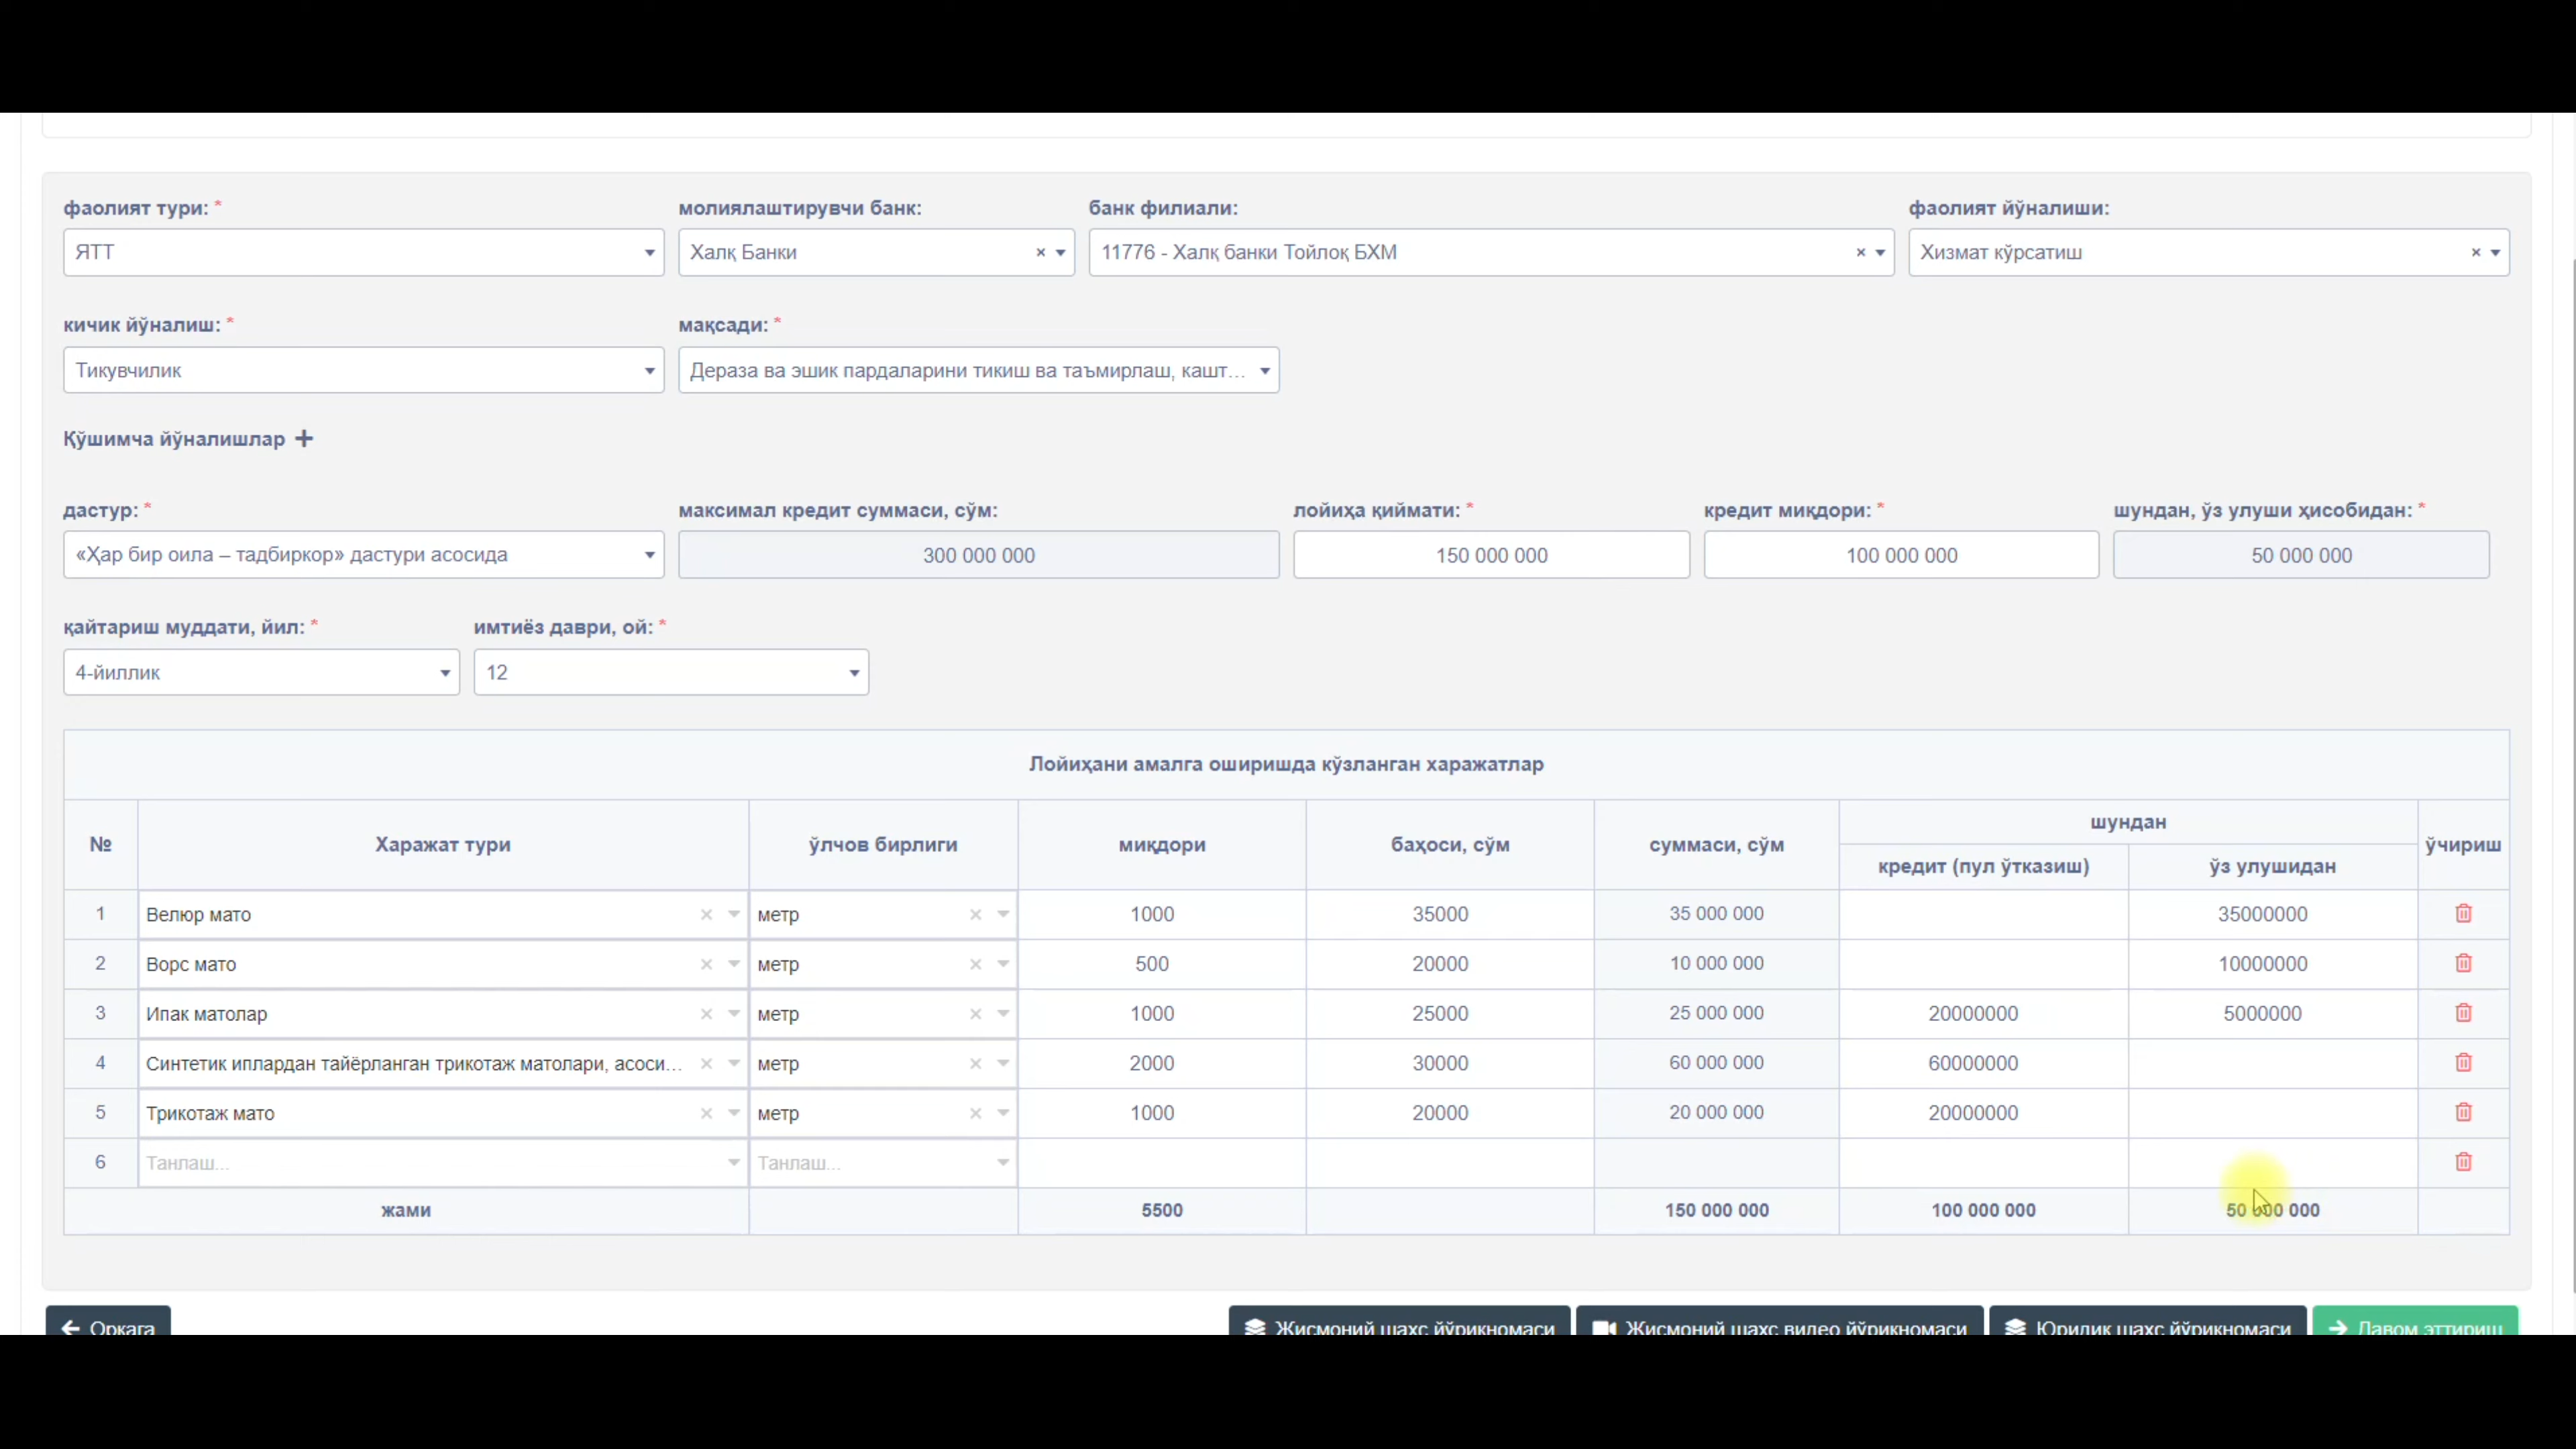 фаолият тури: * молиялаштирувчи банк: банк филиали: фаолият йўналиши:
ЯТТ Халқ Банки × 11776 - Халқ банки Тойлоқ БХМ × Хизмат кўрсатиш ×
кичик йўналиш: * мақсади: *
Тикувчилик Дераза ва эшик пардаларини тикиш ва таъмирлаш, кашт...
Қўшимча йўналишлар +
дастур: * максимал кредит суммаси, сўм: лойиҳа қиймати: * кредит миқдори: * шундан, ўз улуши ҳисобидан: *
«Ҳар бир оила – тадбиркор» дастури асосида 300 000 000 150 000 000 100 000 000 50 000 000
қайтариш муддати, йил: * имтиёз даври, ой: *
4-йиллик 12
Лойиҳани амалга оширишда кўзланган харажатлар
№ Харажат тури ўлчов бирлиги миқдори баҳоси, сўм суммаси, сўм шундан ўчириш
кредит (пул ўтказиш) ўз улушидан
1 Велюр мато × метр × 1000 35000 35 000 000 35000000
2 Ворс мато × метр × 500 20000 10 000 000 10000000
3 Ипак матолар × метр × 1000 25000 25 000 000 20000000 5000000
4 Синтетик иплардан тайёрланган трикотаж матолари, асоси... × метр × 2000 30000 60 000 000 60000000
5 Трикотаж мато × метр × 1000 20000 20 000 000 20000000
6 Танлаш... Танлаш...
жами 5500 150 000 000 100 000 000 50 000 000
Орқага Жисмоний шахс йўриқномаси Жисмоний шахс видео йўриқномаси Юридик шахс йўриқномаси Давом эттириш